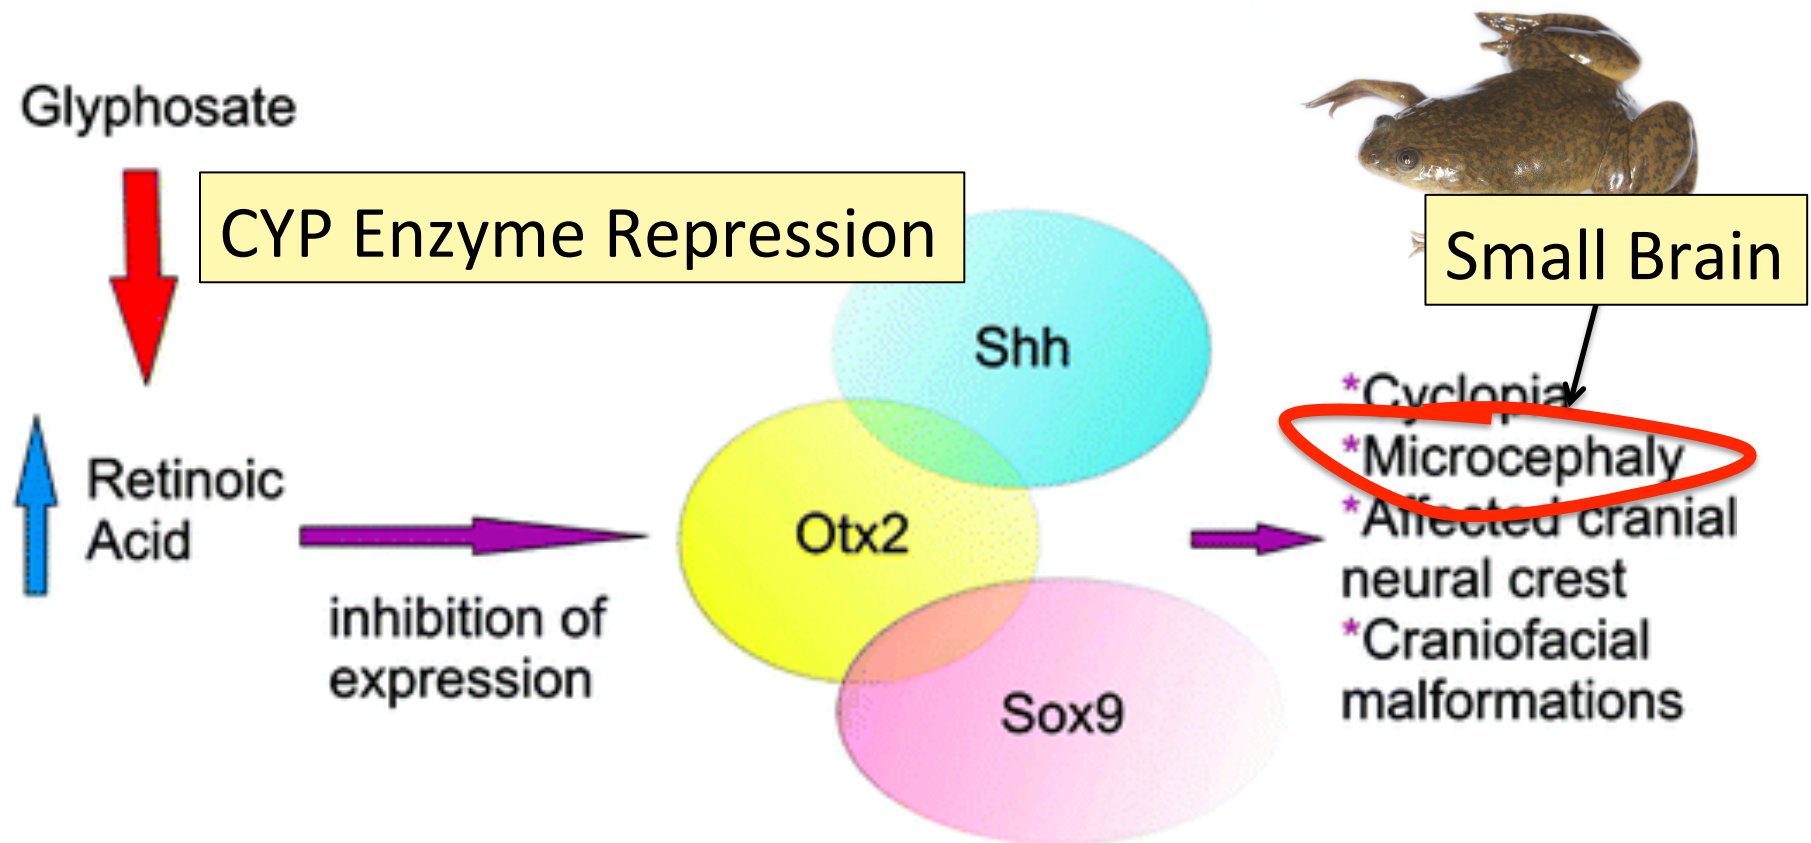 Glyphosate
CYP Enzyme Repression
Small Brain
Shh
Retinoic
Acid
Otx2
inhibition of
expression
Sox9
*Cyclopia
*Microcephaly
*Affected cranial
neural crest
*Craniofacial
malformations